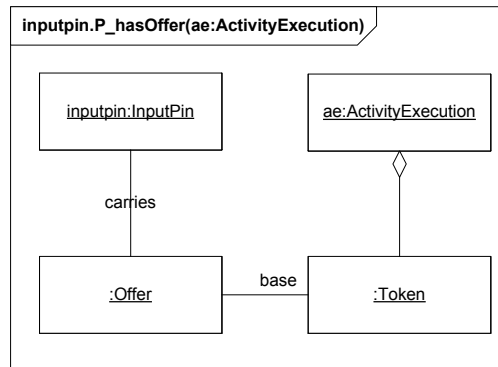 inputpin.P_hasOffer(ae:ActivityExecution)
inputpin:InputPin
ae:ActivityExecution
carries
:Offer
base
:Token